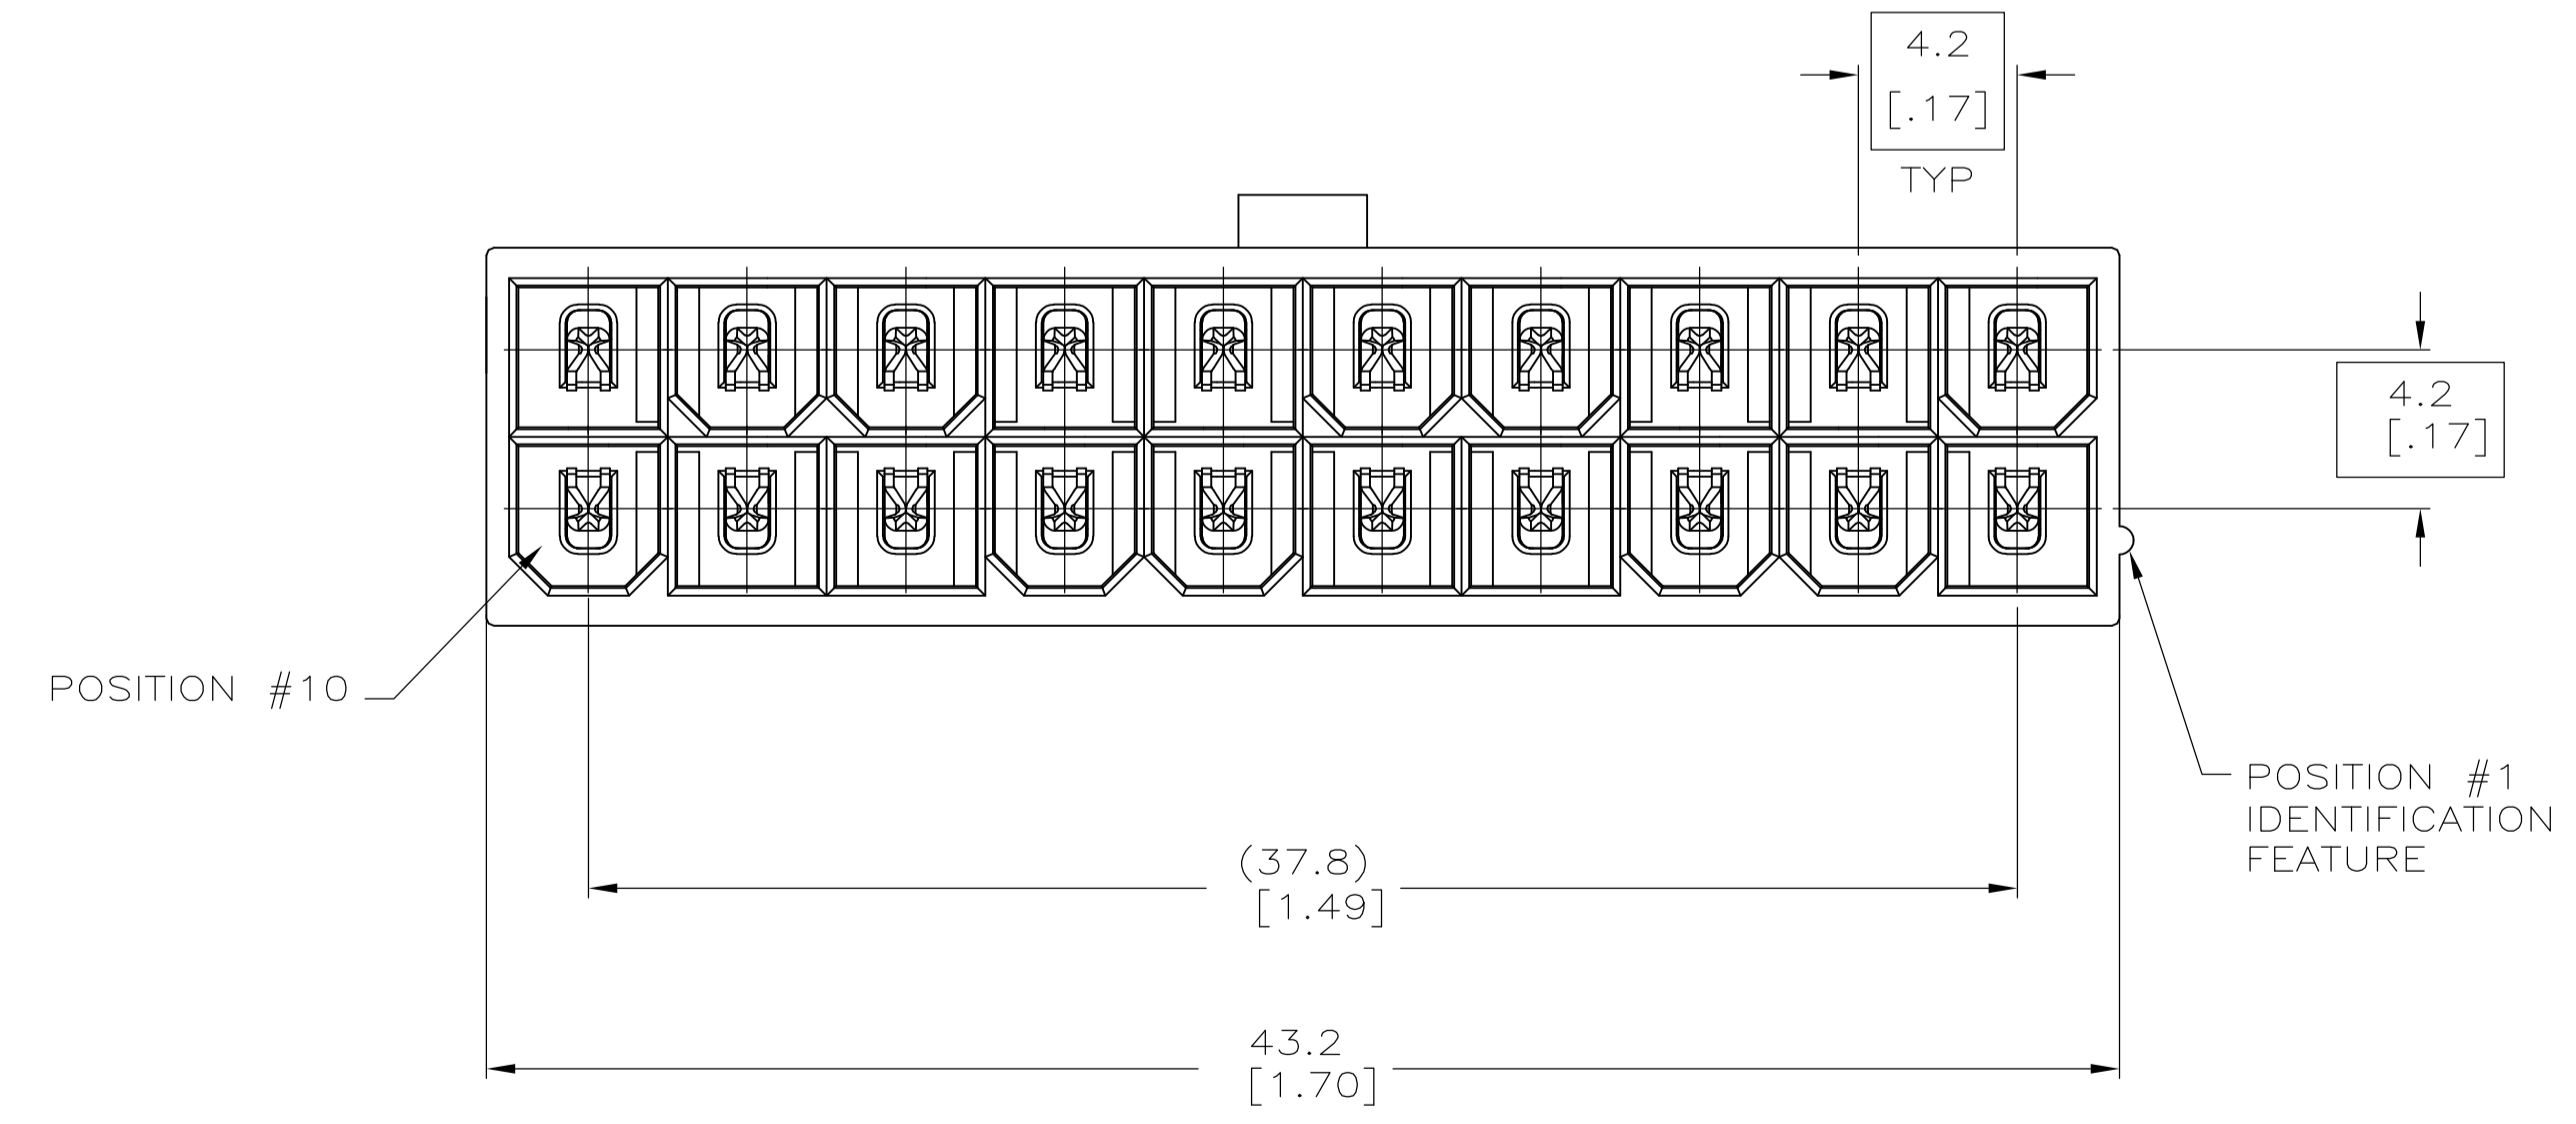 4.2
[.17]
TYP
4.2
[.17]
POSITION #10
POSITION #1
IDENTIFICATION
FEATURE
(37.8)
[1.49]
43.2
[1.70]